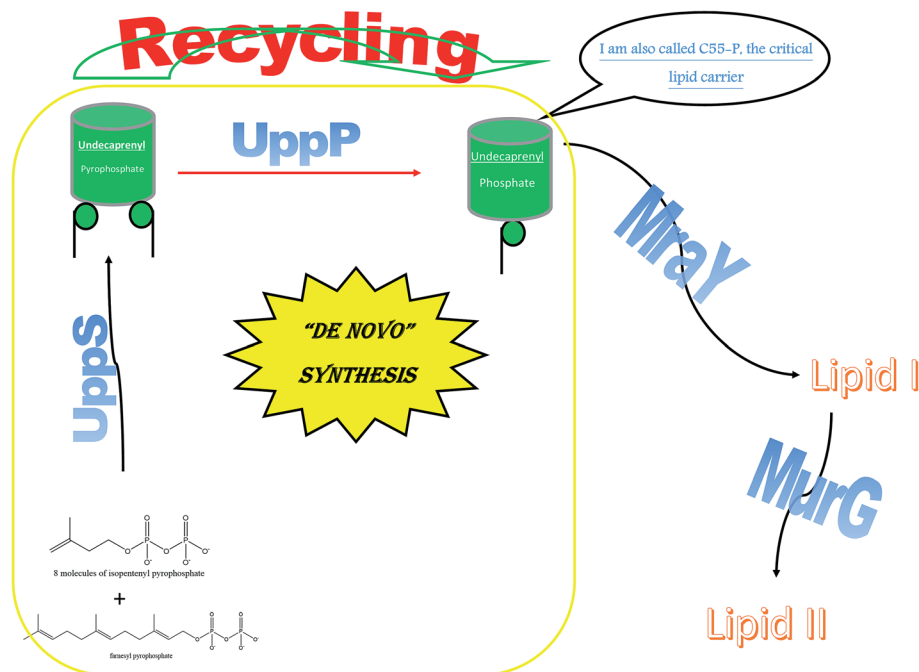 Recycling
I am also called C55-P, the critical
lipid carrier
Undecaprenyl
Pyrophosphate
UppP
Undecaprenyl
Phosphate
MraY
"DE NOVO"
SYNTHESIS
UppS
Lipid I
MurG
O
O
O
P
O
P
O-
O-
O-
8 molecules of isopentenyl pyrophosphate
+
O
O
O
P
O
P
O-
O-
O-
farnesyl pyrophosphate
Lipid II